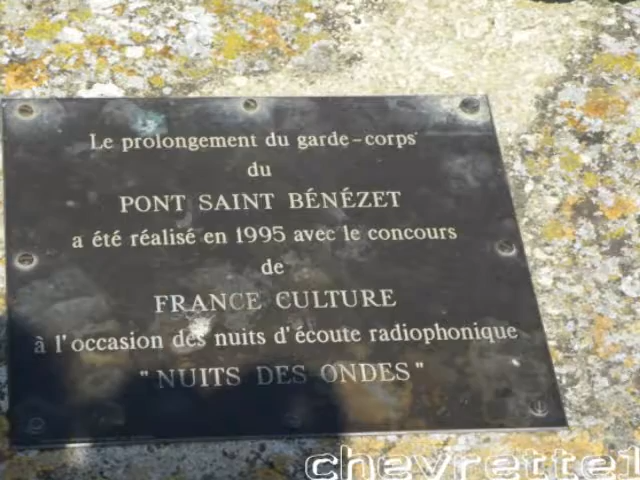 Le prolongement du garde-corps
du
PONT SAINT BÉNÉZET
a été réalisé en 1995 avec le concours
de
FRANCE CULTURE
à l'occasion des nuits d'écoute radiophonique
"NUITS DES ONDES"
chevrette1